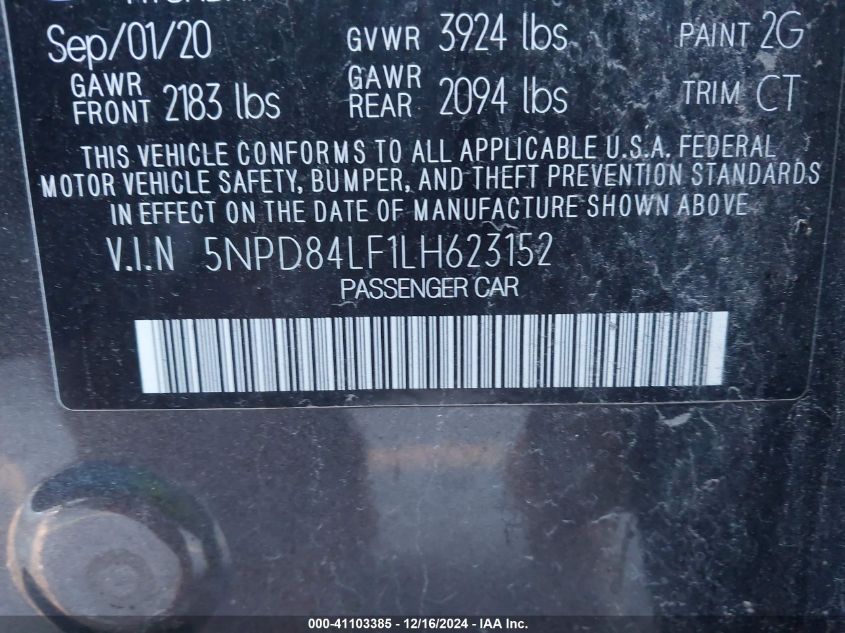 Sep/01/20 GVWR 3924 lbs PAINT 2G
GAWR FRONT 2183 lbs GAWR REAR 2094 lbs TRIM CT
THIS VEHICLE CONFORMS TO ALL APPLICABLE U.S.A. FEDERAL
MOTOR VEHICLE SAFETY, BUMPER, AND THEFT PREVENTION STANDARDS
IN EFFECT ON THE DATE OF MANUFACTURE SHOWN ABOVE
V.I.N 5NPD84LF1LH623152
PASSENGER CAR
000-41103385 - 12/16/2024 - IAA Inc.